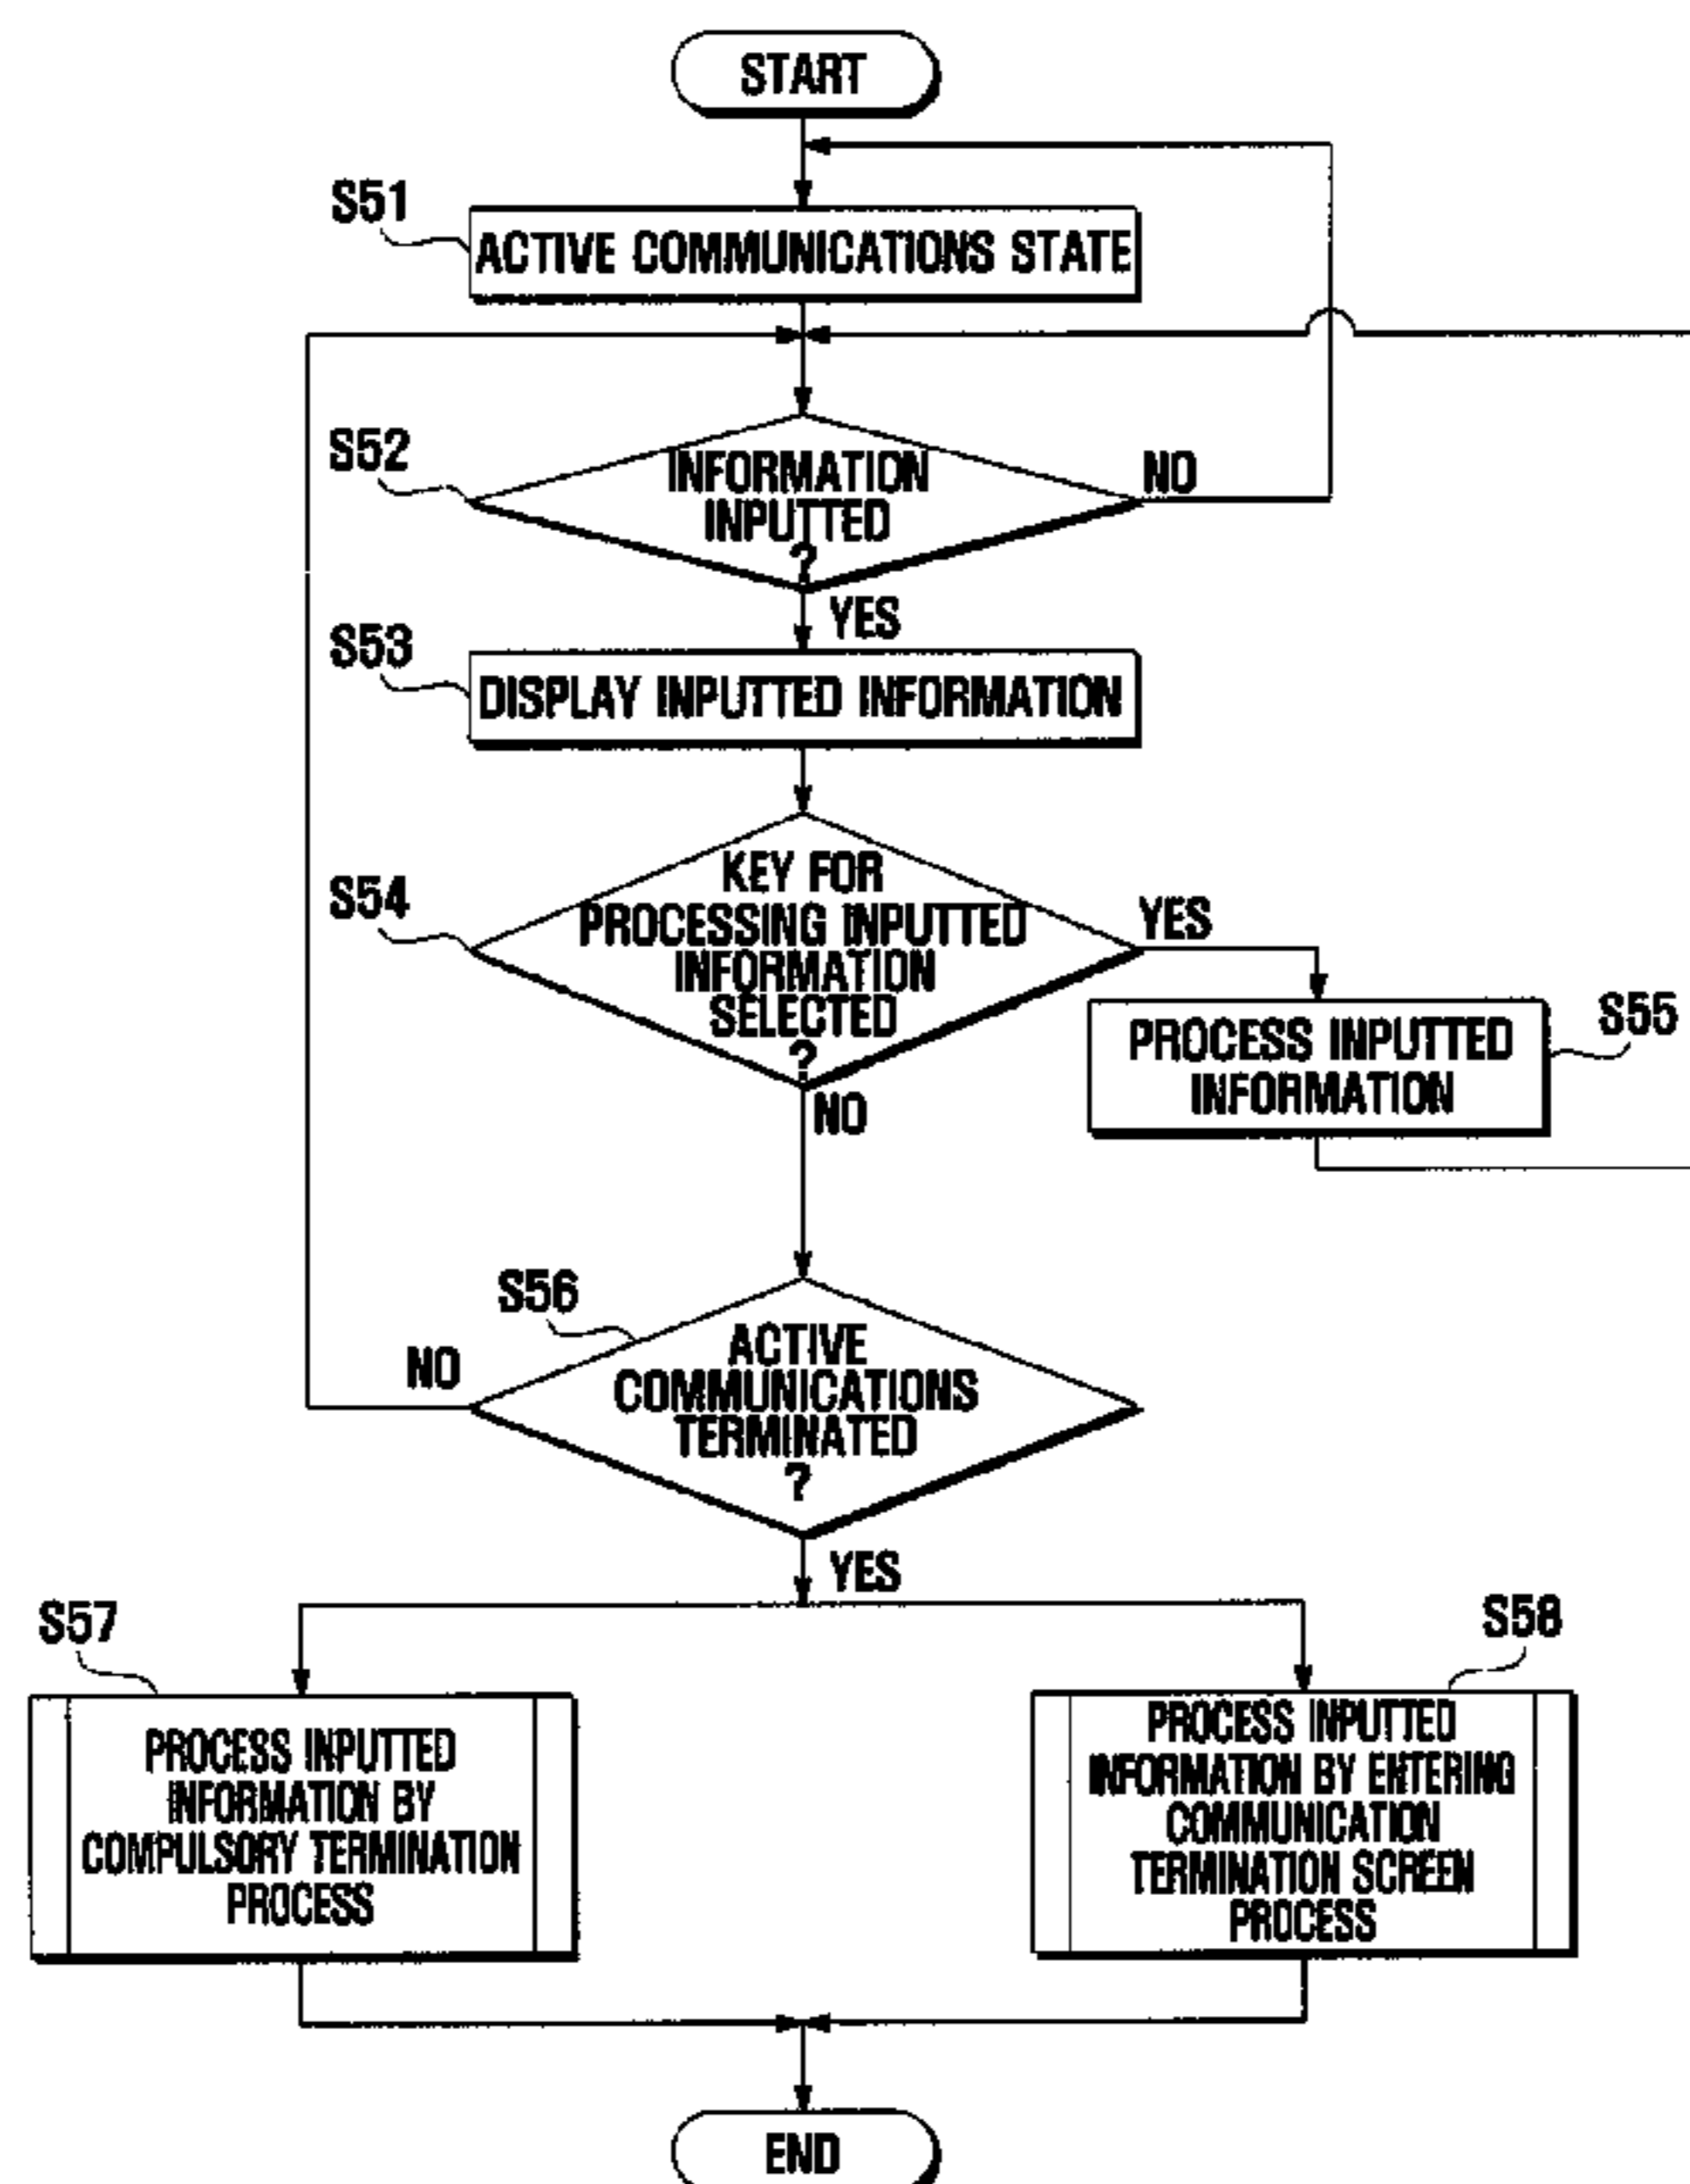 START
S51
ACTIVE COMMUNICATIONS STATE
S52
INFORMATION
INPUTTED
?
NO
YES
S53
DISPLAY INPUTTED INFORMATION
S54
KEY FOR
PROCESSING INPUTTED
INFORMATION
SELECTED
?
YES
NO
S55
PROCESS INPUTTED
INFORMATION
S56
ACTIVE
COMMUNICATIONS
TERMINATED
?
NO
YES
S57
PROCESS INPUTTED
INFORMATION BY
COMPULSORY TERMINATION
PROCESS
S58
PROCESS INPUTTED
INFORMATION BY ENTERING
COMMUNICATION
TERMINATION SCREEN
PROCESS
END